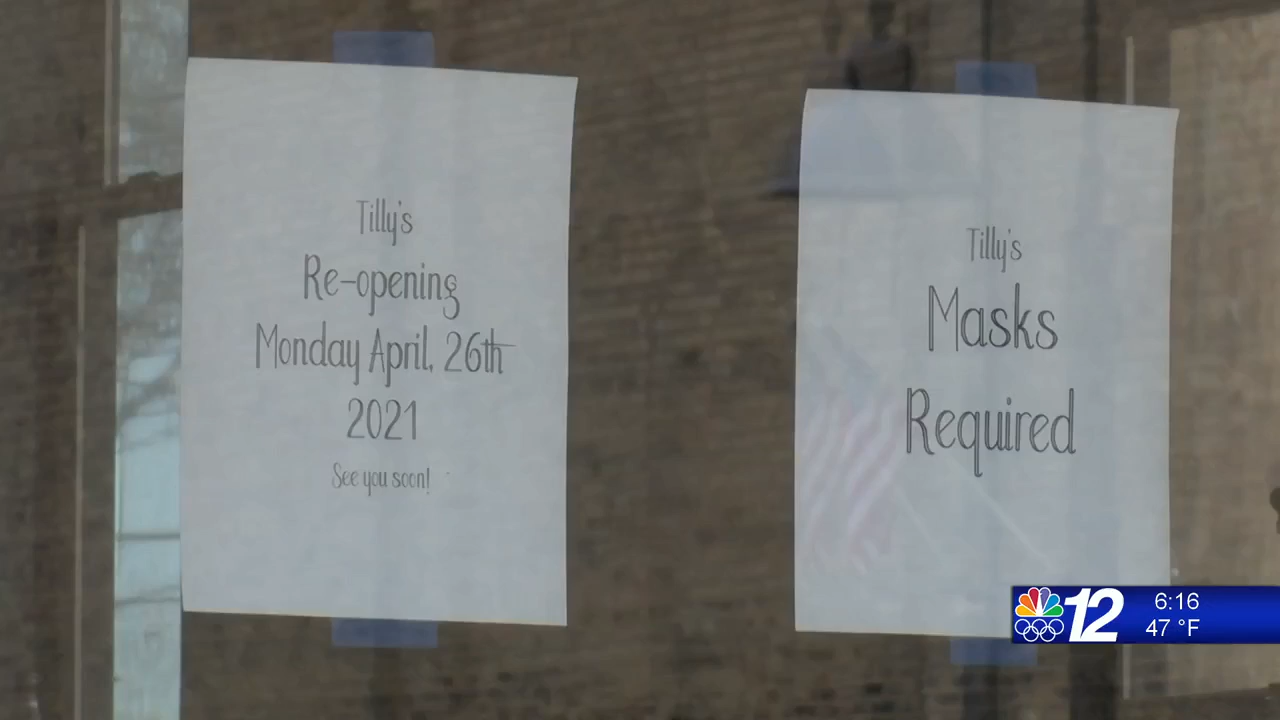 Tilly's
Re-opening
Monday April, 26th
2021
See you soon!
Tilly's
Masks
Required
12
6:16
47 °F